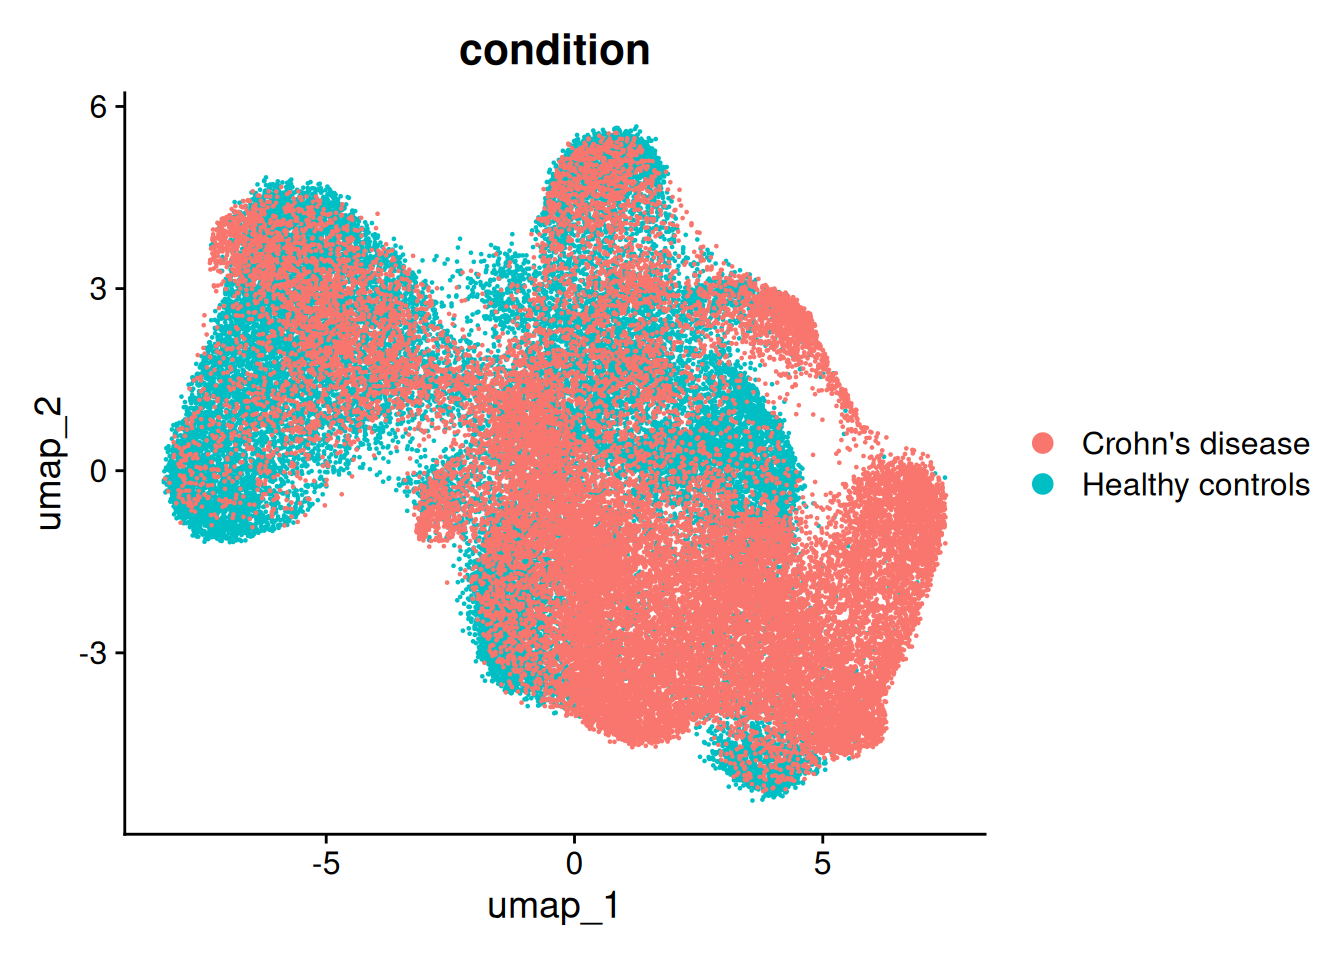 condition
6
3
0
-3
umap_2
-5
0
5
umap_1
Crohn's disease
Healthy controls